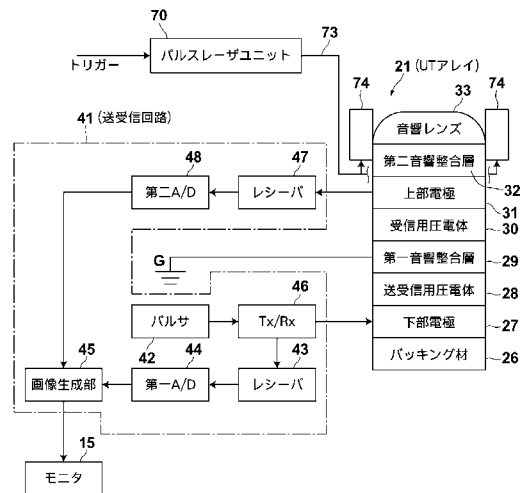 70
パルスレーザユニット
73
トリガー
21
(UTアレイ)
74
33
74
音響レンズ
41 (送受信回路)
48
47
第二音響整合層
32
第二A/D
レシーバ
上部電極
31
受信用圧電体
30
G
第一音響整合層
29
46
送受信用圧電体
28
パルサ
Tx/Rx
下部電極
27
45
42
44
43
バッキング材
26
画像生成部
第一A/D
レシーバ
15
モニタ